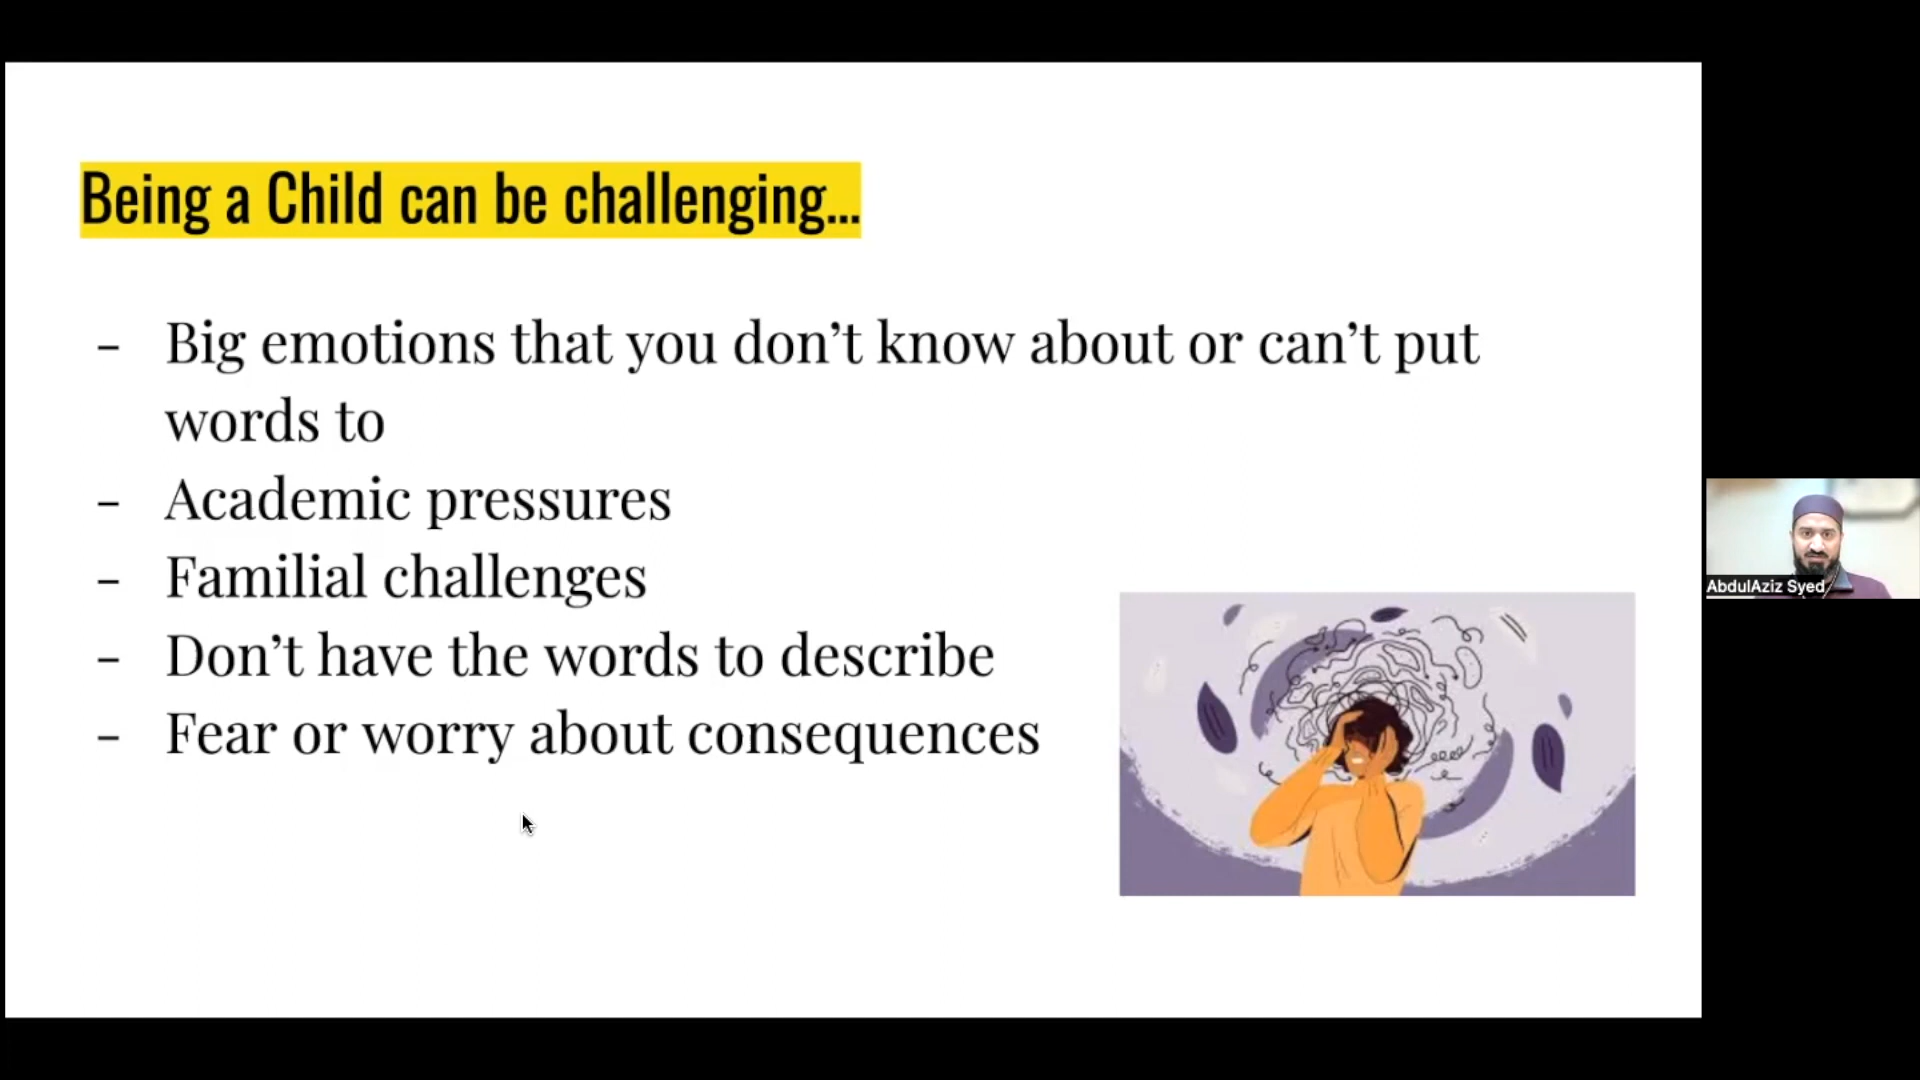 Being a Child can be challenging...
- Big emotions that you don’t know about or can’t put
words to
- Academic pressures
- Familial challenges
- Don’t have the words to describe
- Fear or worry about consequences
AbdulAziz Syed